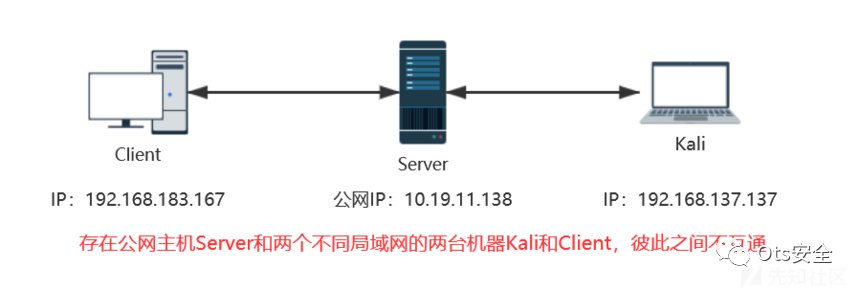 Client
Server
Kali
IP：192.168.183.167
公网IP：10.19.11.138
IP：192.168.137.137
存在公网主机Server和两个不同局域网的两台机器Kali和Client，彼此之间不互通
Ots安全
先知社区